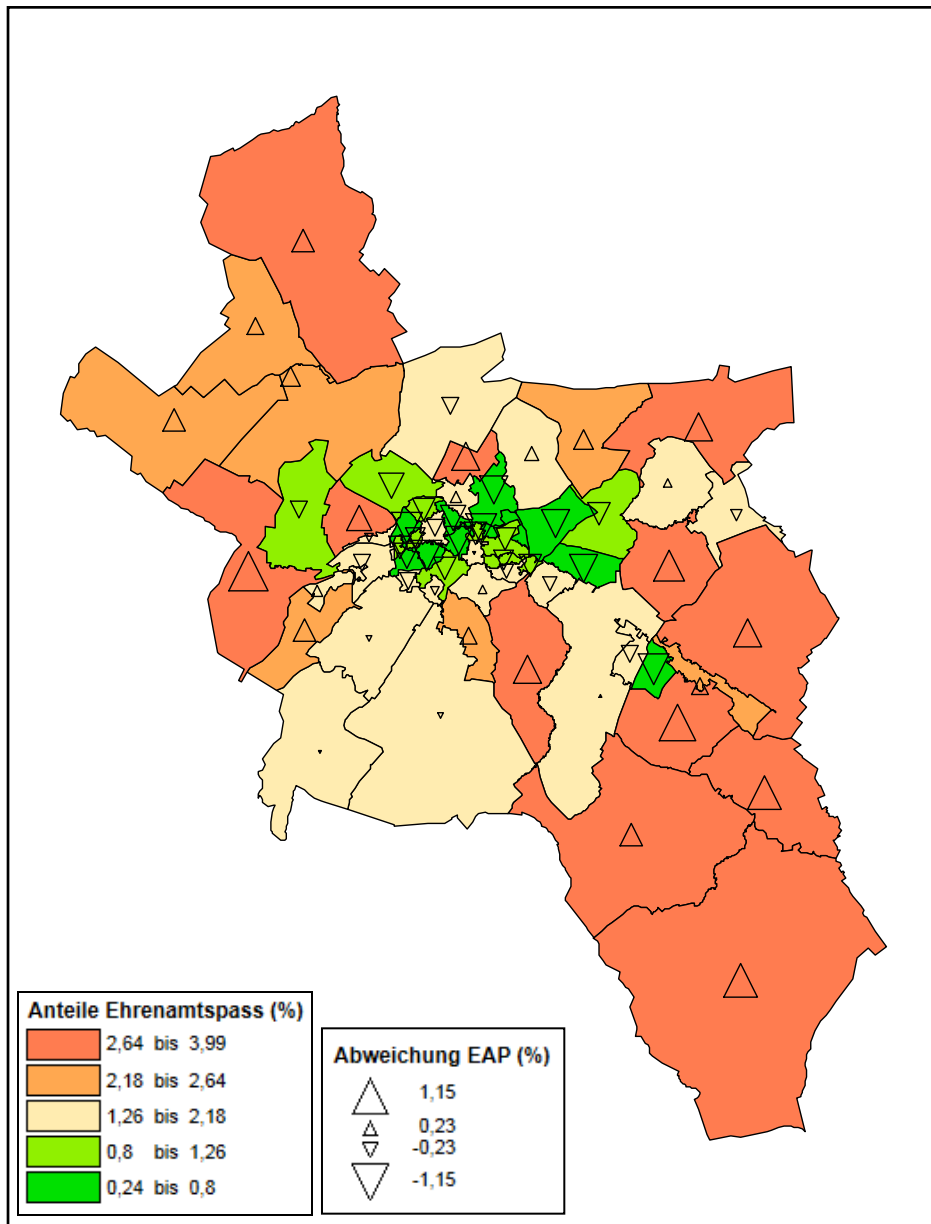 Anteile Ehrenamtspass (%)
2,64 bis 3,99
2,18 bis 2,64
1,26 bis 2,18
0,8 bis 1,26
0,24 bis 0,8
Abweichung EAP (%)
1,15
0,23
-0,23
-1,15